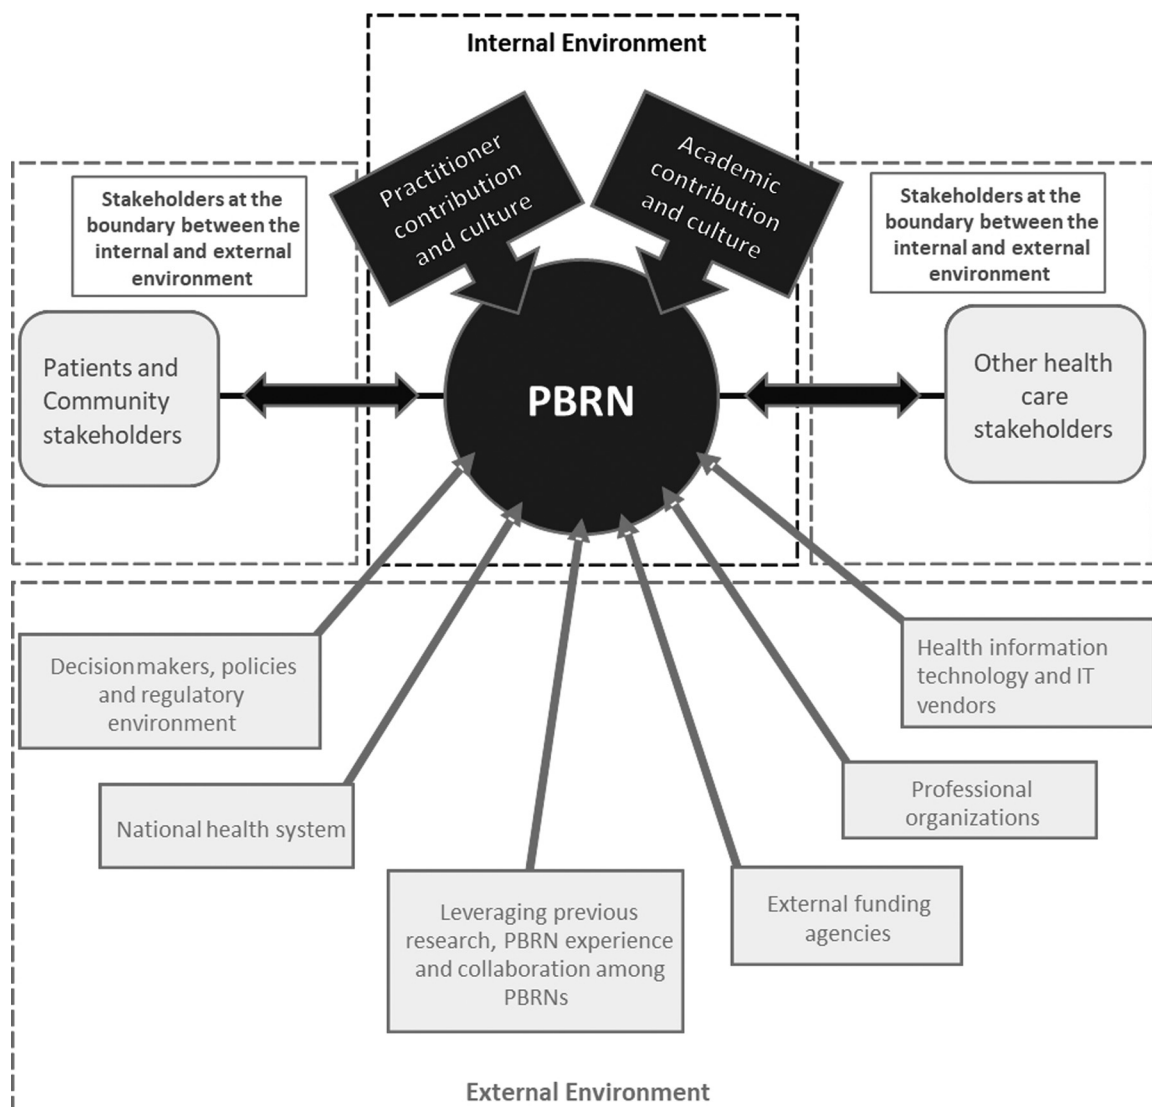 Internal Environment
Practitioner
contribution
and culture
Academic
contribution
and culture
Stakeholders at the
boundary between the
internal and external
environment
Stakeholders at the
boundary between the
internal and external
environment
Patients and
Community
stakeholders
PBRN
Other health
care
stakeholders
Decisionmakers, policies
and regulatory
environment
Health information
technology and IT
vendors
National health system
Professional
organizations
Leveraging previous
research, PBRN experience
and collaboration among
PBRNs
External funding
agencies
External Environment